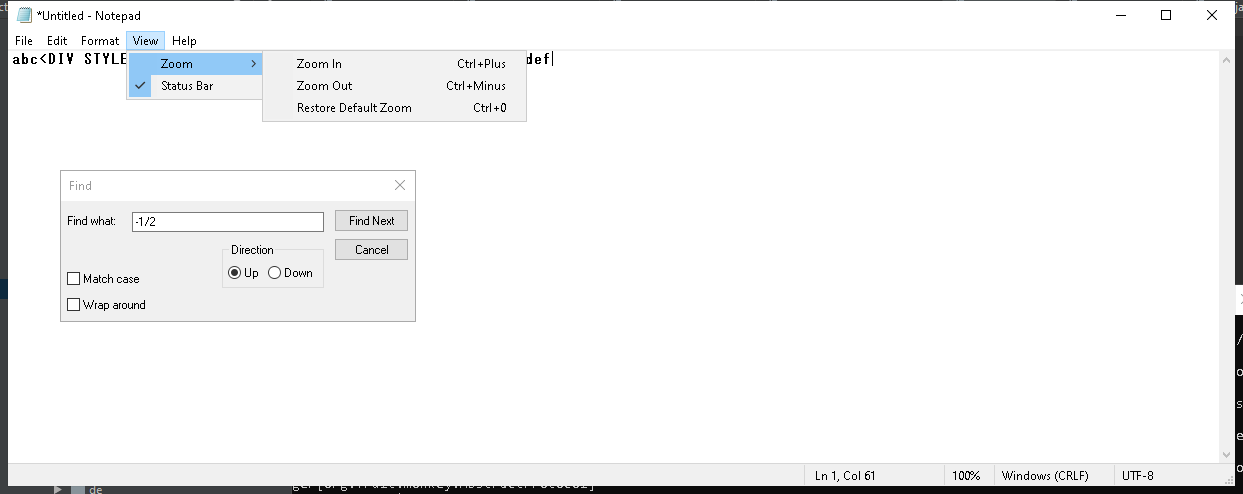 *Untitled - Notepad
File Edit Format View Help
abc<DIV STYLE def
Zoom
Status Bar
Zoom In Ctrl+Plus
Zoom Out Ctrl+Minus
Restore Default Zoom Ctrl+0
Find
Find what: -1/2 Find Next
Direction Cancel
Up Down
Match case
Wrap around
Ln 1, Col 61 100% Windows (CRLF) UTF-8
de